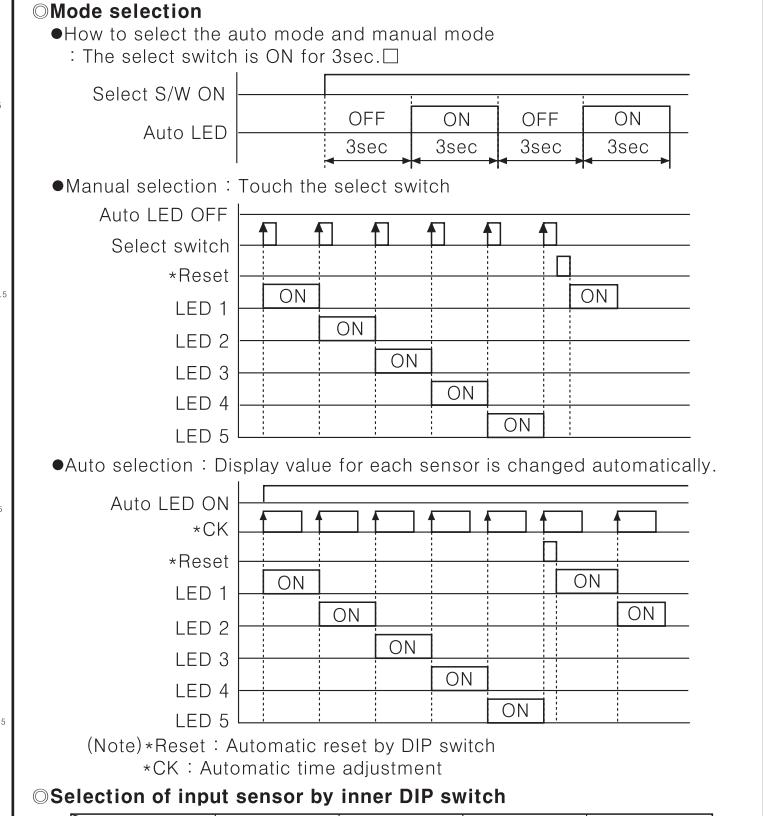 ◎Mode selection
●How to select the auto mode and manual mode
: The select switch is ON for 3sec.□
Select S/W ON
Auto LED
OFF ON OFF ON
3sec 3sec 3sec 3sec
●Manual selection : Touch the select switch
Auto LED OFF
Select switch
*Reset
LED 1
ON ON
LED 2
ON
LED 3
ON
LED 4
ON
LED 5
ON
●Auto selection : Display value for each sensor is changed automatically.
Auto LED ON
*CK
*Reset
LED 1
ON ON
LED 2
ON ON
LED 3
ON
LED 4
ON
LED 5
ON
(Note)*Reset : Automatic reset by DIP switch
*CK : Automatic time adjustment
◎Selection of input sensor by inner DIP switch